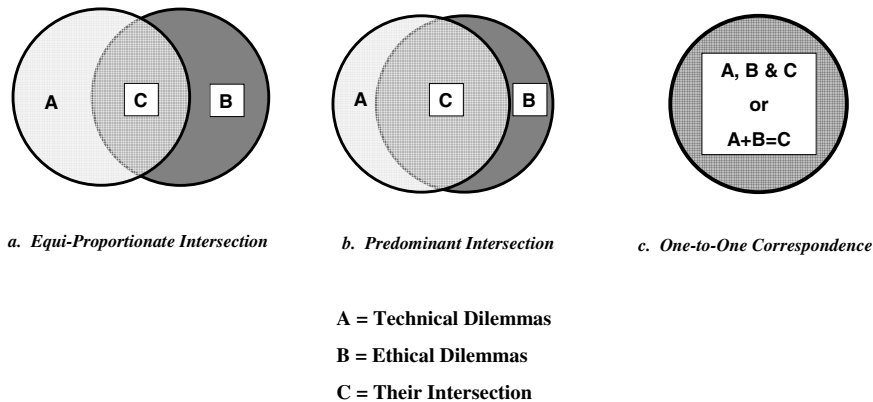 A
C
B
A
C
B
A, B & C
or
A+B=C
a. Equi-Proportionate Intersection
b. Predominant Intersection
c. One-to-One Correspondence
A = Technical Dilemmas
B = Ethical Dilemmas
C = Their Intersection